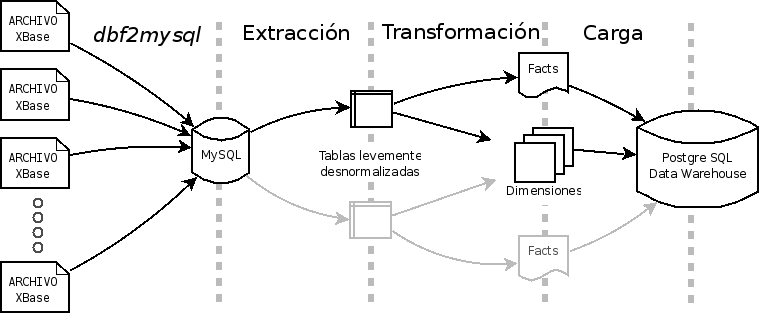 dbf2mysql
Extracción
Transformación
Carga
ARCHIVO
XBase
ARCHIVO
XBase
ARCHIVO
XBase
ARCHIVO
XBase
MySQL
Tablas levemente
desnormalizadas
Facts
Dimensiones
Facts
Postgre SQL
Data Warehouse